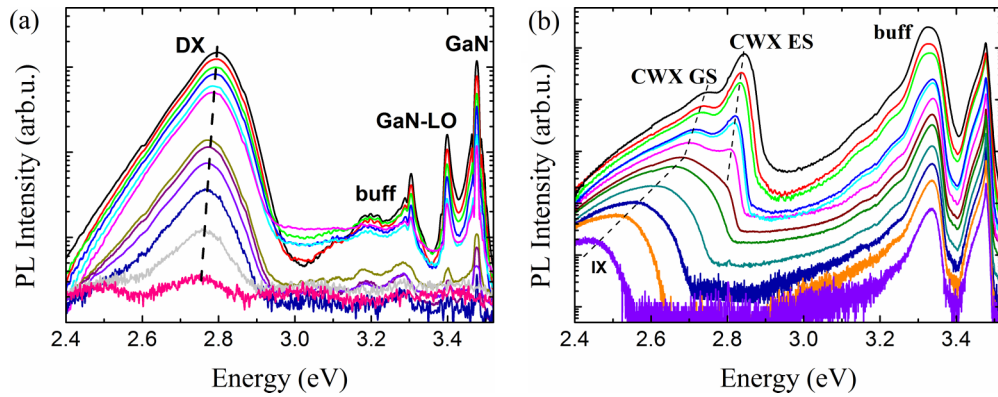 (a)
DX
GaN
GaN-LO
buff
PL Intensity (arb.u.)
2.4 2.6 2.8 3.0 3.2 3.4
Energy (eV)
(b)
CWX ES
buff
CWX GS
IX
PL Intensity (arb.u.)
2.4 2.6 2.8 3.0 3.2 3.4
Energy (eV)